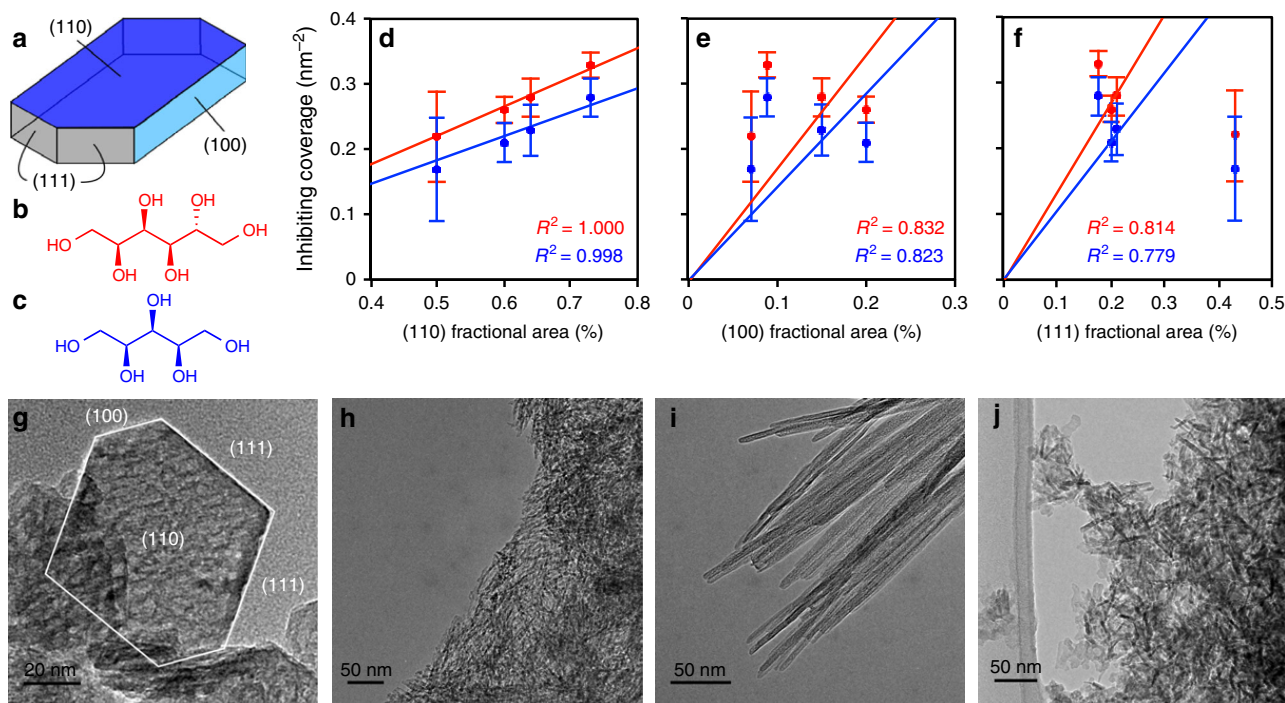 a
(110)
(100)
(111)
b
OH
OH
OH
HO
OH
OH
OH
c
OH
HO
OH
OH
OH
Inhibiting coverage (nm⁻²)
0.4
0.3
0.2
0.1
0
d
R² = 1.000
R² = 0.998
0.4 0.5 0.6 0.7 0.8
(110) fractional area (%)
e
R² = 0.832
R² = 0.823
0 0.1 0.2 0.3
(100) fractional area (%)
f
R² = 0.814
R² = 0.779
0 0.1 0.2 0.3 0.4 0.5
(111) fractional area (%)
g
(100)
(111)
(110)
(111)
20 nm
h
50 nm
i
50 nm
j
50 nm